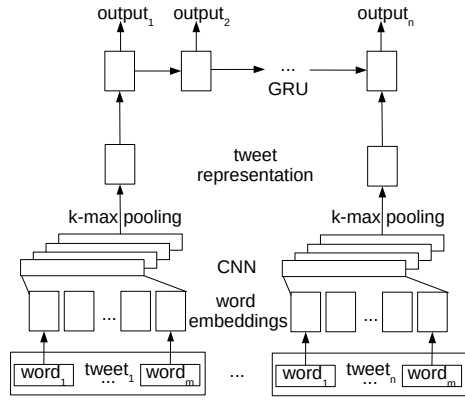 output₁ output₂ outputₙ
...
GRU
tweet
representation
k-max pooling k-max pooling
CNN
word
embeddings
... ...
word₁ tweet₁ ... wordₘ ... word₁ tweetₙ ... wordₘ